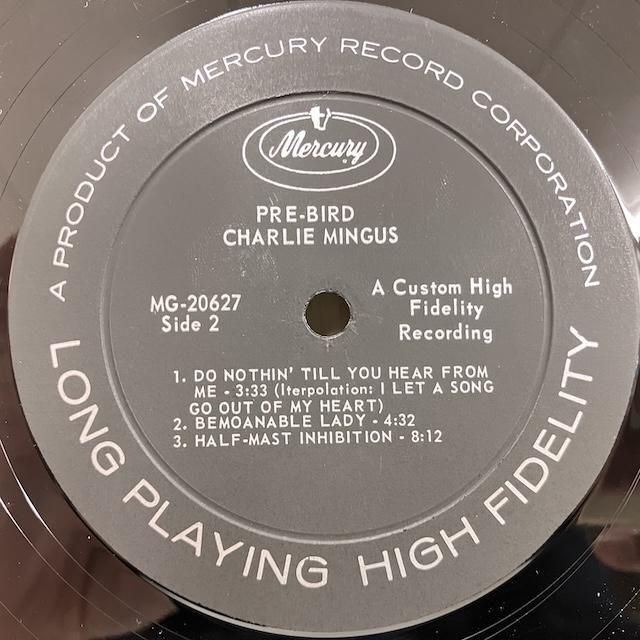 A PRODUCT OF MERCURY RECORD CORPORATION
Mercury
PRE-BIRD
CHARLIE MINGUS
MG-20627
Side 2
A Custom High
Fidelity
Recording
1. DO NOTHIN' TILL YOU HEAR FROM
ME - 3:33 (Iterpolation: I LET A SONG
GO OUT OF MY HEART)
2. BEMOANABLE LADY - 4:32
3. HALF-MAST INHIBITION - 8:12
LONG PLAYING HIGH FIDELITY